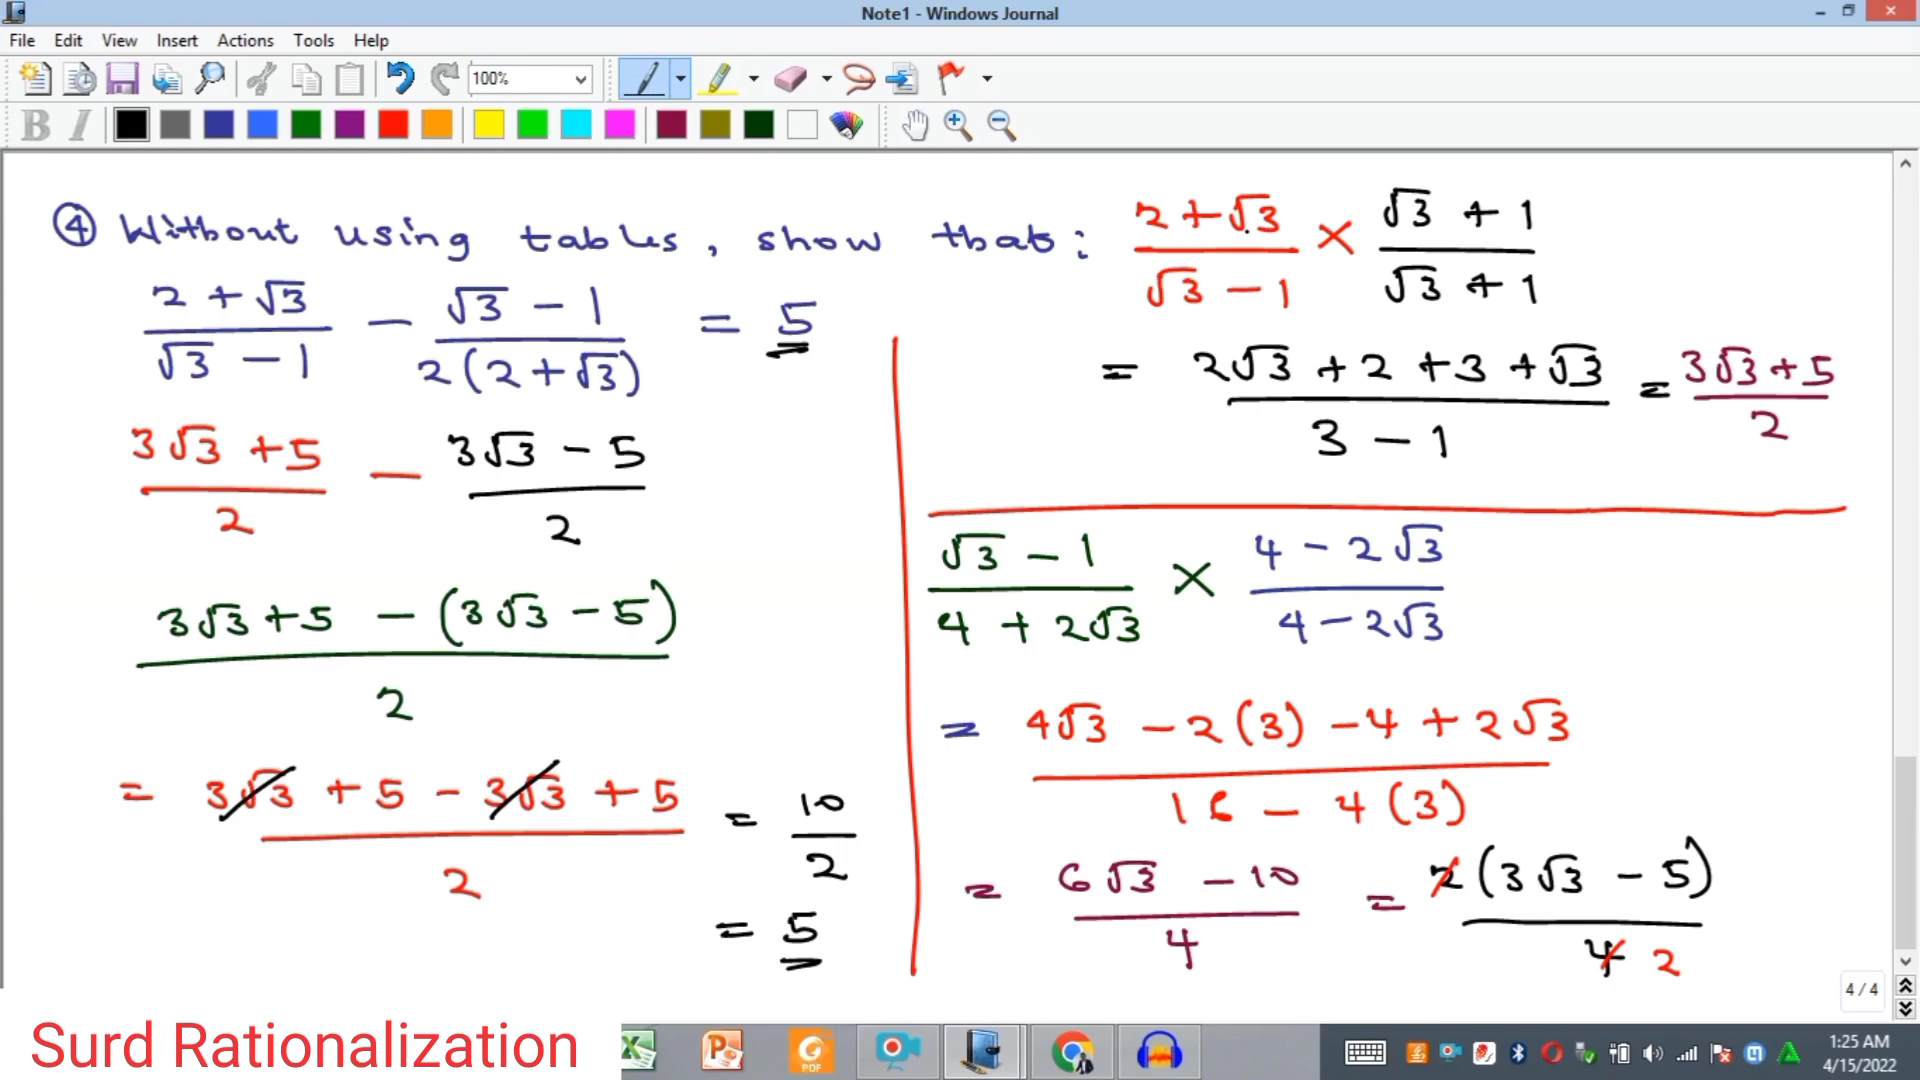 Note1 - Windows Journal
File Edit View Insert Actions Tools Help
100%
B I
④ Without using tables, show that:
(2 + √3)/(√3 - 1) - (√3 - 1)/(2(2 + √3)) = 5
(3√3 + 5)/2 - (3√3 - 5)/2
(3√3 + 5 - (3√3 - 5))/2
= (3√3 + 5 - 3√3 + 5)/2 = 10/2
= 5
(2 + √3)/(√3 - 1) × (√3 + 1)/(√3 + 1)
= (2√3 + 2 + 3 + √3)/(3 - 1) = (3√3 + 5)/2
(√3 - 1)/(4 + 2√3) × (4 - 2√3)/(4 - 2√3)
= (4√3 - 2(3) - 4 + 2√3)/(16 - 4(3))
= (6√3 - 10)/4 = 2(3√3 - 5)/4 2
4 / 4
Surd Rationalization
PDF
1:25 AM
4/15/2022